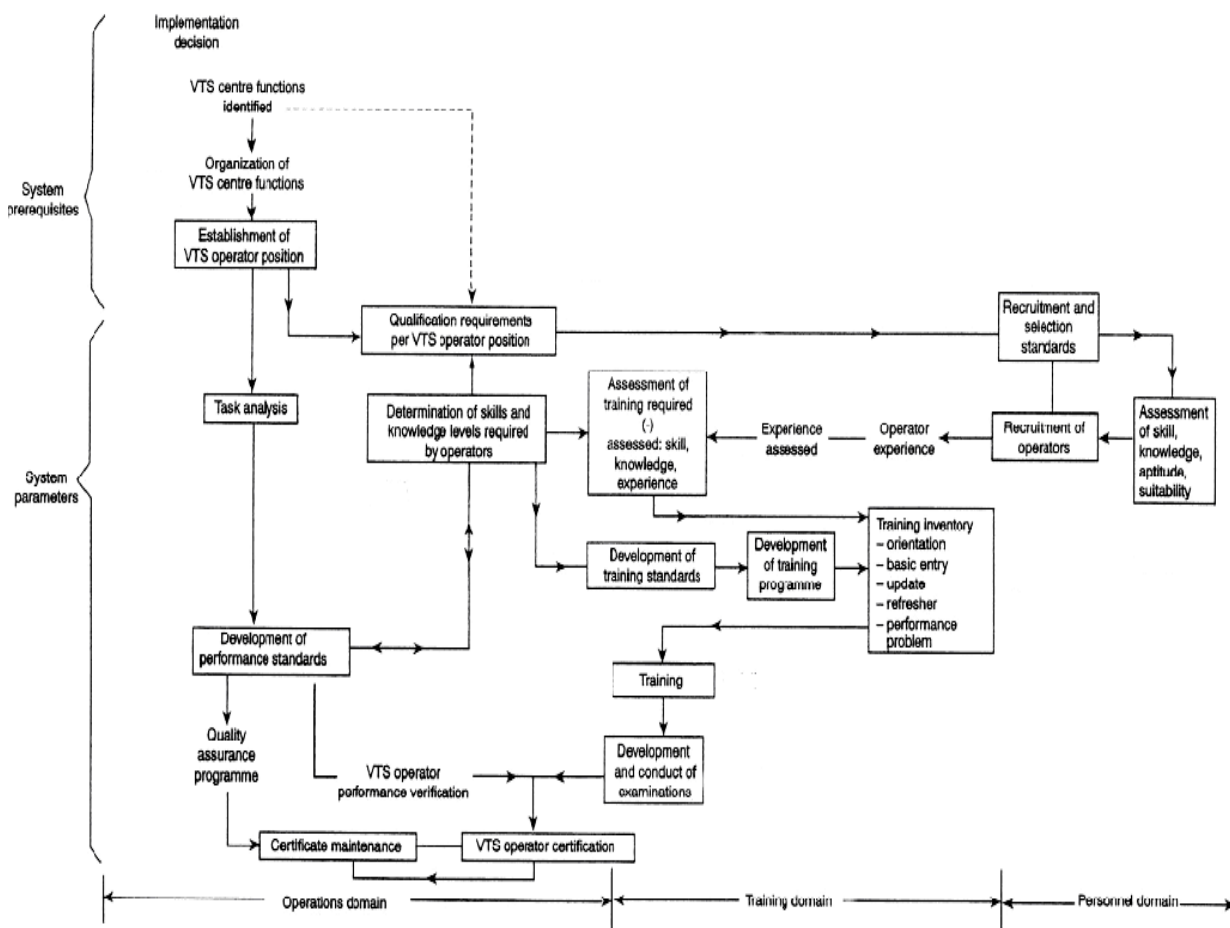 Implementation
decision
VTS centre functions
identified
Organization of
VTS centre functions
System
prerequisites
Establishment of
VTS operator position
Qualification requirements
per VTS operator position
Recruitment and
selection
standards
Task analysis
Determination of skills and
knowledge levels required
by operators
Assessment of
training required
(-)
assessed: skill,
knowledge,
experience
Experience
assessed
Operator
experience
Recruitment of
operators
Assessment
of skill,
knowledge,
aptitude,
suitability
System
parameters
Development of
training standards
Development
of training
programme
Training inventory
– orientation
– basic entry
– update
– refresher
– performance
problem
Development of
performance standards
Training
Quality
assurance
programme
VTS operator
performance verification
Development
and conduct of
examinations
Certificate maintenance
VTS operator certification
Operations domain
Training domain
Personnel domain